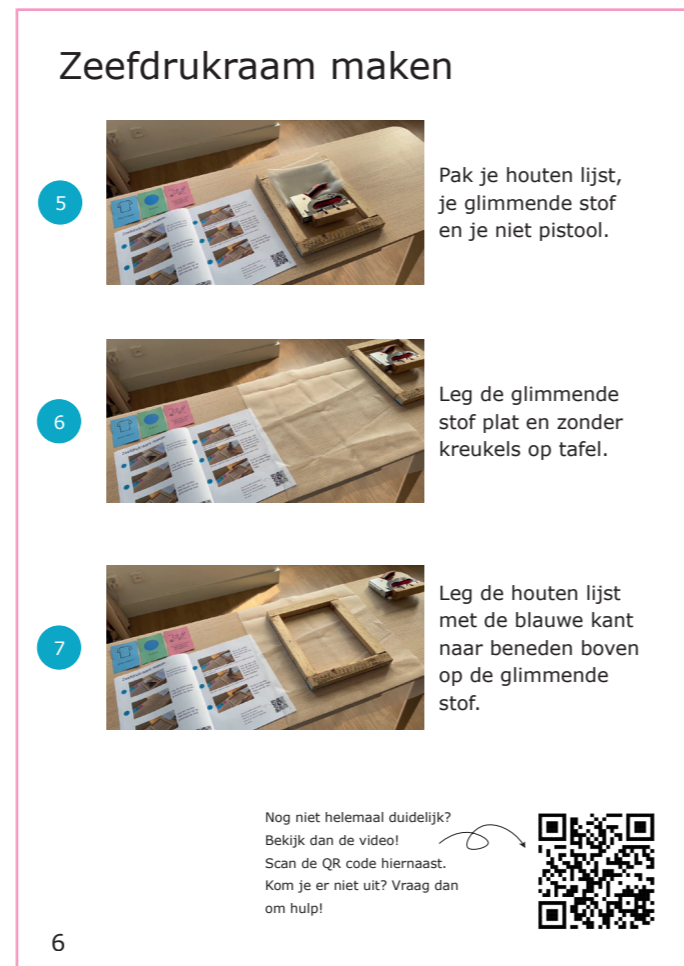 Zeefdrukraam maken
5
Pak je houten lijst,
je glimmende stof
en je niet pistool.
6
Leg de glimmende
stof plat en zonder
kreukels op tafel.
7
Leg de houten lijst
met de blauwe kant
naar beneden boven
op de glimmende
stof.
Nog niet helemaal duidelijk?
Bekijk dan de video!
Scan de QR code hiernaast.
Kom je er niet uit? Vraag dan
om hulp!
6